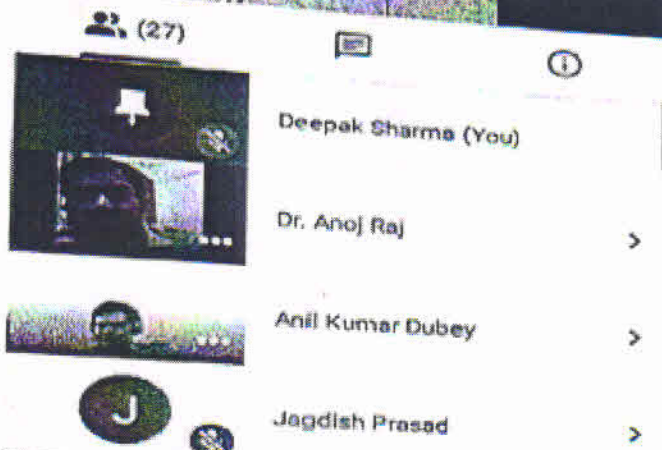 (27)
Deepak Sharma (You)
Dr. Anoj Raj
Anil Kumar Dubey
J
Jagdish Prasad